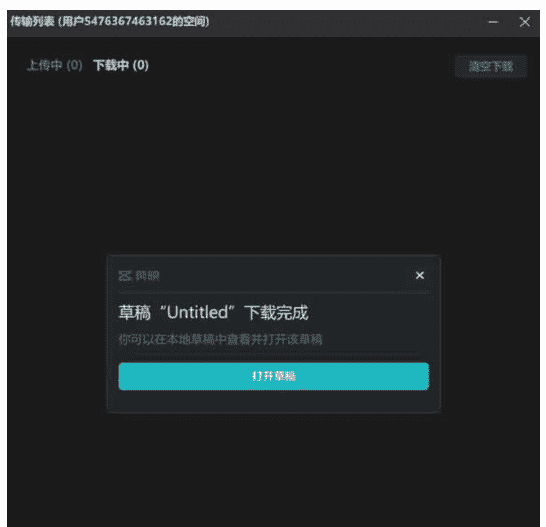 传输列表 (用户5476367463162的空间)
上传中 (0) 下载中 (0)
清空下载
剪映
草稿“Untitled”下载完成
你可以在本地草稿中查看并打开该草稿
打开草稿